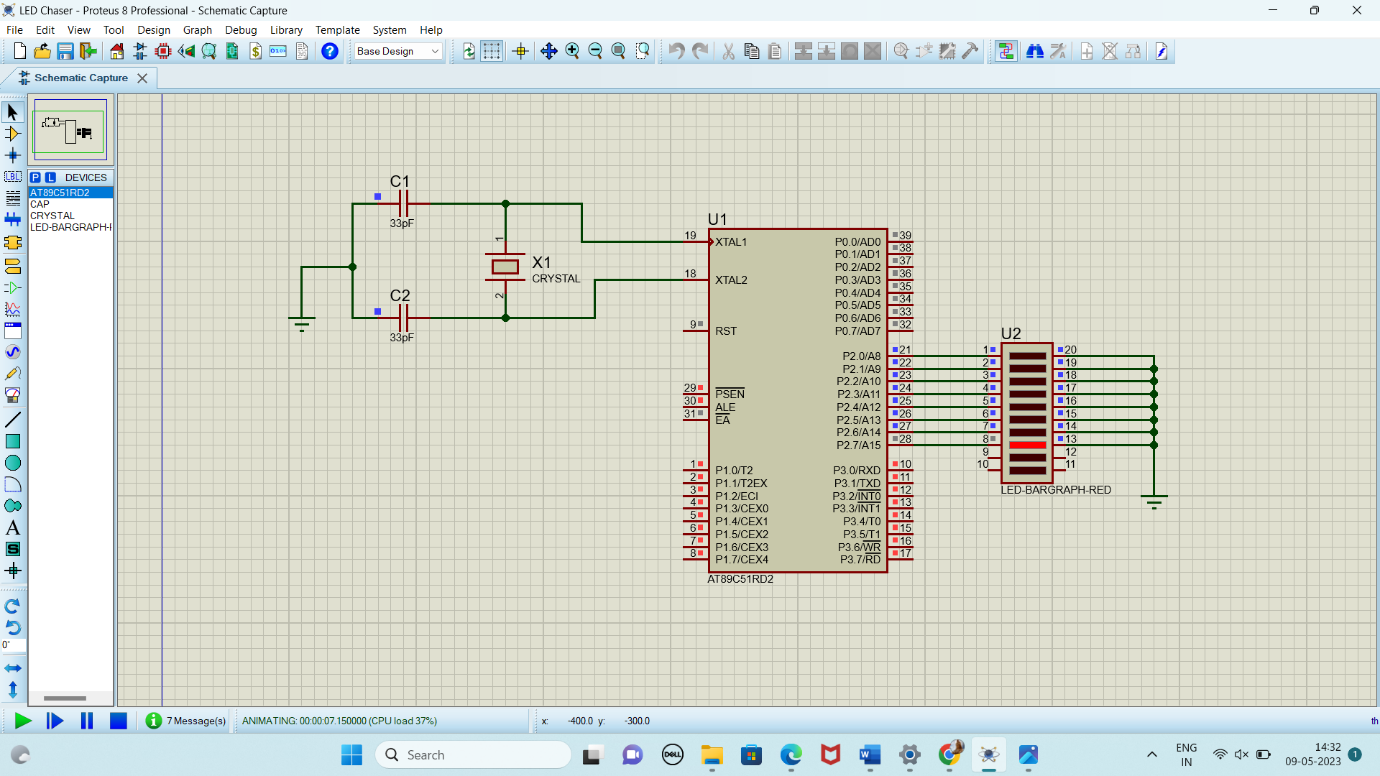 LED Chaser - Proteus 8 Professional - Schematic Capture
File Edit View Tool Design Graph Debug Library Template System Help
Base Design
Schematic Capture
P L DEVICES
AT89C51RD2
CAP
CRYSTAL
LED-BARGRAPH-
LBL
A
S
0°
C1
33pF
X1
CRYSTAL
1
2
C2
33pF
U1
19 XTAL1 P0.0/AD0 39
P0.1/AD1 38
P0.2/AD2 37
18 XTAL2 P0.3/AD3 36
P0.4/AD4 35
P0.5/AD5 34
P0.6/AD6 33
9 RST P0.7/AD7 32
U2
P2.0/A8 21 1 20
P2.1/A9 22 2 19
P2.2/A10 23 3 18
29 PSEN P2.3/A11 24 4 17
30 ALE P2.4/A12 25 5 16
31 EA P2.5/A13 26 6 15
P2.6/A14 27 7 14
P2.7/A15 28 8 13
9 12
10 11
LED-BARGRAPH-RED
1 P1.0/T2 P3.0/RXD 10
2 P1.1/T2EX P3.1/TXD 11
3 P1.2/ECI P3.2/INT0 12
4 P1.3/CEX0 P3.3/INT1 13
5 P1.4/CEX1 P3.4/T0 14
6 P1.5/CEX2 P3.5/T1 15
7 P1.6/CEX3 P3.6/WR 16
8 P1.7/CEX4 P3.7/RD 17
AT89C51RD2
7 Message(s) ANIMATING: 00:00:07.150000 (CPU load 37%) x: -400.0 y: -300.0 th
Search
DELL
ENG
IN
14:32
09-05-2023
1